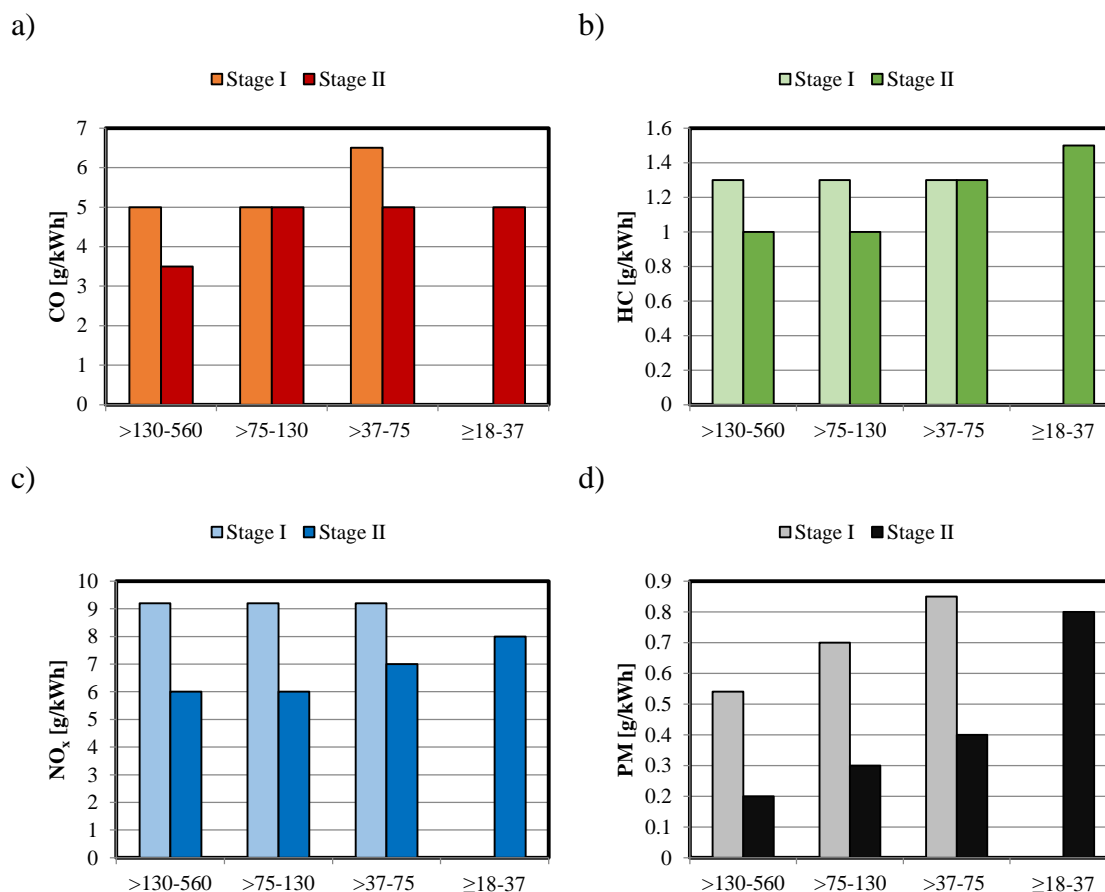 a)
Stage I Stage II
7
6
5
4
3
2
1
0
CO [g/kWh]
>130-560 >75-130 >37-75 ≥18-37
b)
Stage I Stage II
1.6
1.4
1.2
1
0.8
0.6
0.4
0.2
0
HC [g/kWh]
>130-560 >75-130 >37-75 ≥18-37
c)
Stage I Stage II
10
9
8
7
6
5
4
3
2
1
0
NOx [g/kWh]
>130-560 >75-130 >37-75 ≥18-37
d)
Stage I Stage II
0.9
0.8
0.7
0.6
0.5
0.4
0.3
0.2
0.1
0
PM [g/kWh]
>130-560 >75-130 >37-75 ≥18-37